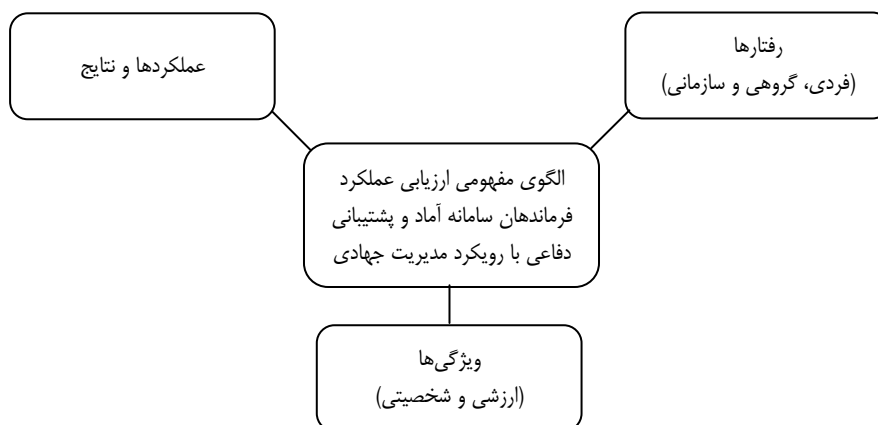 رفتارها
(فردی، گروهی و سازمانی)
عملکردها و نتایج
الگوی مفهومی ارزیابی عملکرد
فرماندهان سامانه آماد و پشتیبانی
دفاعی با رویکرد مدیریت جهادی
ویژگی‌ها
(ارزشی و شخصیتی)